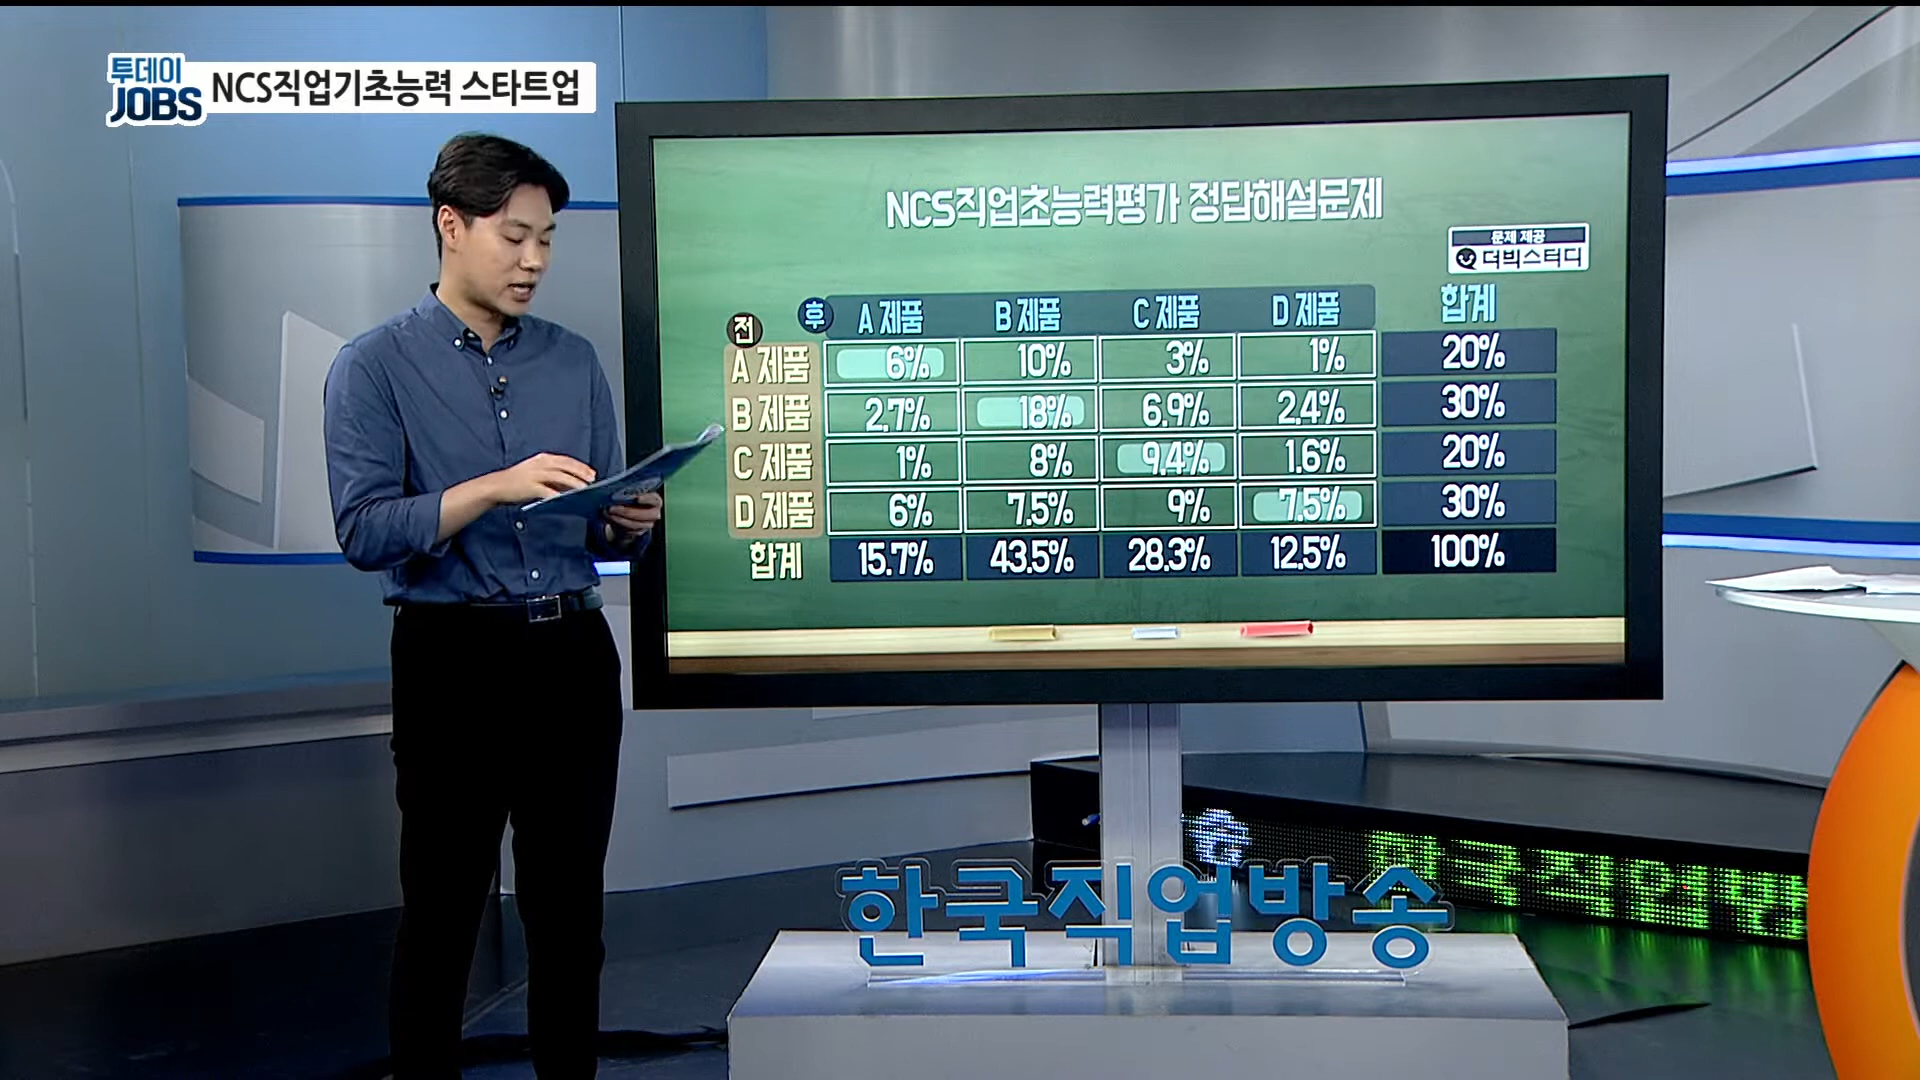 투데이
JOBS
NCS직업기초능력 스타트업
NCS직업초능력평가 정답해설문제
문제 제공
더빅스터디
전 후 A 제품 B 제품 C 제품 D 제품 합계
A 제품 6% 10% 3% 1% 20%
B 제품 2.7% 18% 6.9% 2.4% 30%
C 제품 1% 8% 9.4% 1.6% 20%
D 제품 6% 7.5% 9% 7.5% 30%
합계 15.7% 43.5% 28.3% 12.5% 100%
한국직업방송
한국직업방